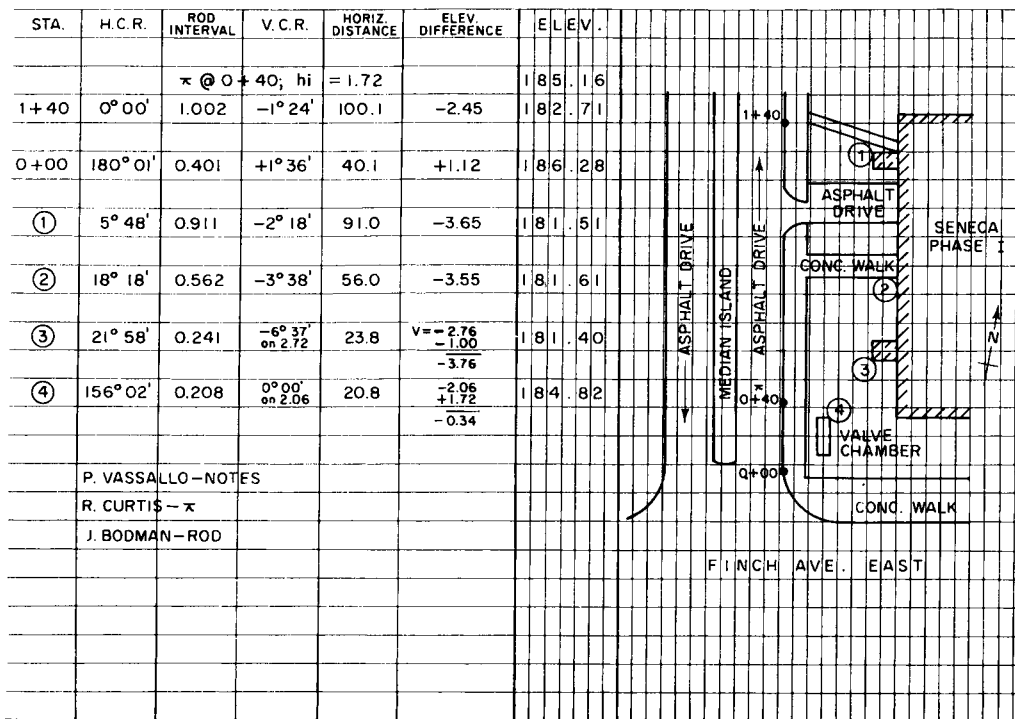 STA. H.C.R. ROD INTERVAL V.C.R. HORIZ. DISTANCE ELEV. DIFFERENCE ELEV.
⊼ @ 0+40; hi = 1.72 185.16
1+40 0°00' 1.002 -1°24' 100.1 -2.45 182.71
0+00 180°01' 0.401 +1°36' 40.1 +1.12 186.28
① 5°48' 0.911 -2°18' 91.0 -3.65 181.51
② 18°18' 0.562 -3°38' 56.0 -3.55 181.61
③ 21°58' 0.241 -6°37' on 2.72 23.8 V=-2.76 -1.00 -3.76 181.40
④ 156°02' 0.208 0°00' on 2.06 20.8 -2.06 +1.72 -0.34 184.82
P. VASSALLO-NOTES
R. CURTIS-⊼
J. BODMAN-ROD
1+40
①
ASPHALT
DRIVE
SENECA
PHASE I
CONC. WALK
②
ASPHALT DRIVE
MEDIAN ISLAND
ASPHALT DRIVE
N
③
⊼
0+40
④
VALVE
CHAMBER
0+00
CONC. WALK
FINCH AVE. EAST